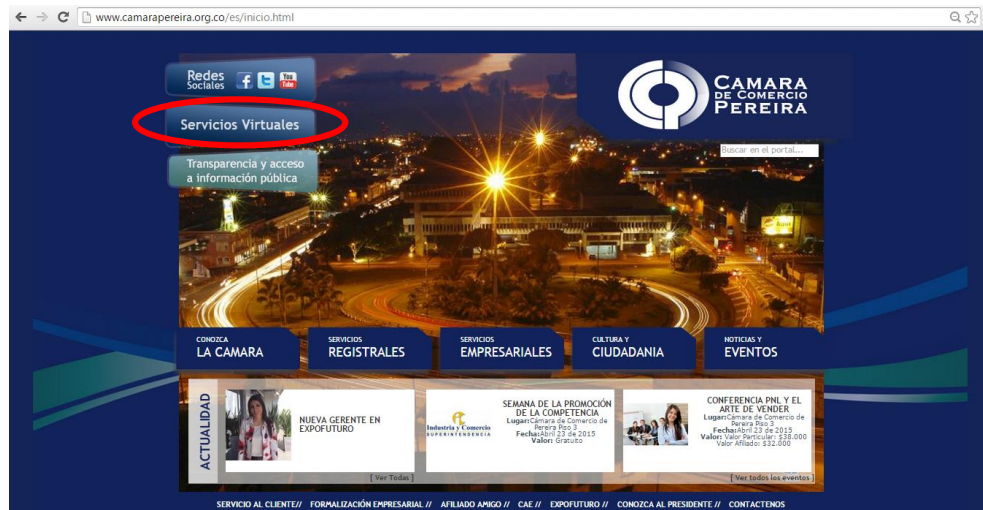 www.camarapereira.org.co/es/inicio.html
Redes
Sociales
You
Tube
CAMARA
DE COMERCIO
PEREIRA
Servicios Virtuales
Buscar en el portal...
Transparencia y acceso
a información pública
CONOZCA
LA CAMARA
SERVICIOS
REGISTRALES
SERVICIOS
EMPRESARIALES
CULTURA Y
CIUDADANIA
NOTICIAS Y
EVENTOS
ACTUALIDAD
NUEVA GERENTE EN
EXPOFUTURO
[ Ver Todas ]
Industria y Comercio
SUPERINTENDENCIA
SEMANA DE LA PROMOCIÓN
DE LA COMPETENCIA
Lugar:Cámara de Comercio de
Pereira Piso 3
Fecha:Abril 23 de 2015
Valor: Gratuito
CONFERENCIA PNL Y EL
ARTE DE VENDER
Lugar:Cámara de Comercio de
Pereira Piso 3
Fecha:Abril 23 de 2015
Valor: Valor Particular: $38.000
Valor Afiliado: $32.000
[ Ver todos los eventos ]
SERVICIO AL CLIENTE// FORMALIZACIÓN EMPRESARIAL // AFILIADO AMIGO // CAE // EXPOFUTURO // CONOZCA AL PRESIDENTE // CONTACTENOS